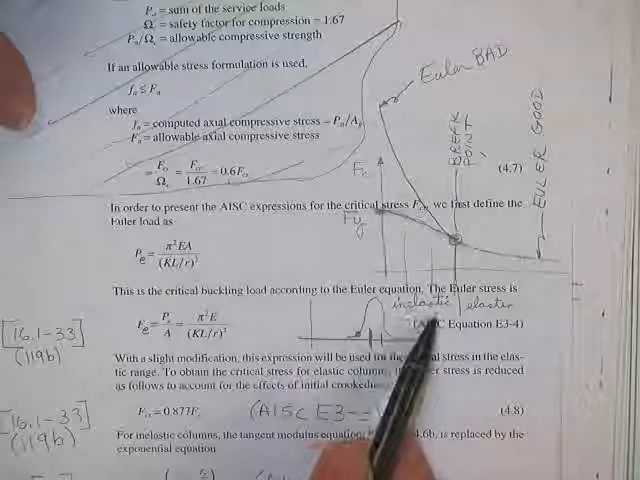 Pa = sum of the service loads
Ωc = safety factor for compression = 1.67
Pn/Ωc = allowable compressive strength
Euler BAD
If an allowable stress formulation is used,
fa ≤ Fa
where
fa = computed axial compressive stress = Pa/Ag
Fa = allowable axial compressive stress
= Fcr/Ωc = Fcr/1.67 = 0.6Fcr
(4.7)
BREAK POINT
EULER GOOD
Fc
Fy
In order to present the AISC expressions for the critical stress Fcr, we first define the
Euler load as
Pe = π²EA/(KL/r)²
This is the critical buckling load according to the Euler equation. The Euler stress is
inelastic elastic
Fe = Pe/A = π²E/(KL/r)²
Equation E3-4)
[16.1-33]
(119b)
With a slight modification, this expression will be used for the stress in the elas-
tic range. To obtain the critical stress for elastic columns, stress is reduced
as follows to account for the effects of initial crookedness
Fcr = 0.877Fe
(AISC E3-
(4.8)
[16.1-33]
(119b)
For inelastic columns, the tangent modulus equation, 4.6b, is replaced by the
exponential equation